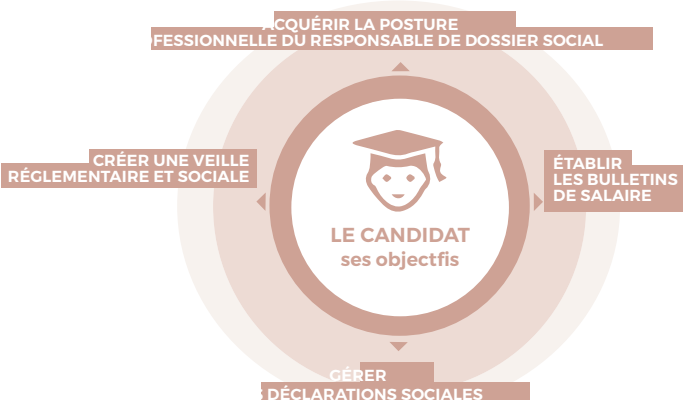 ACQUÉRIR LA POSTURE
OFESSIONNELLE DU RESPONSABLE DE DOSSIER SOCIAL
CRÉER UNE VEILLE
RÉGLEMENTAIRE ET SOCIALE
ÉTABLIR
LES BULLETINS
DE SALAIRE
LE CANDIDAT
ses objectfis
GÉRER
DÉCLARATIONS SOCIALES